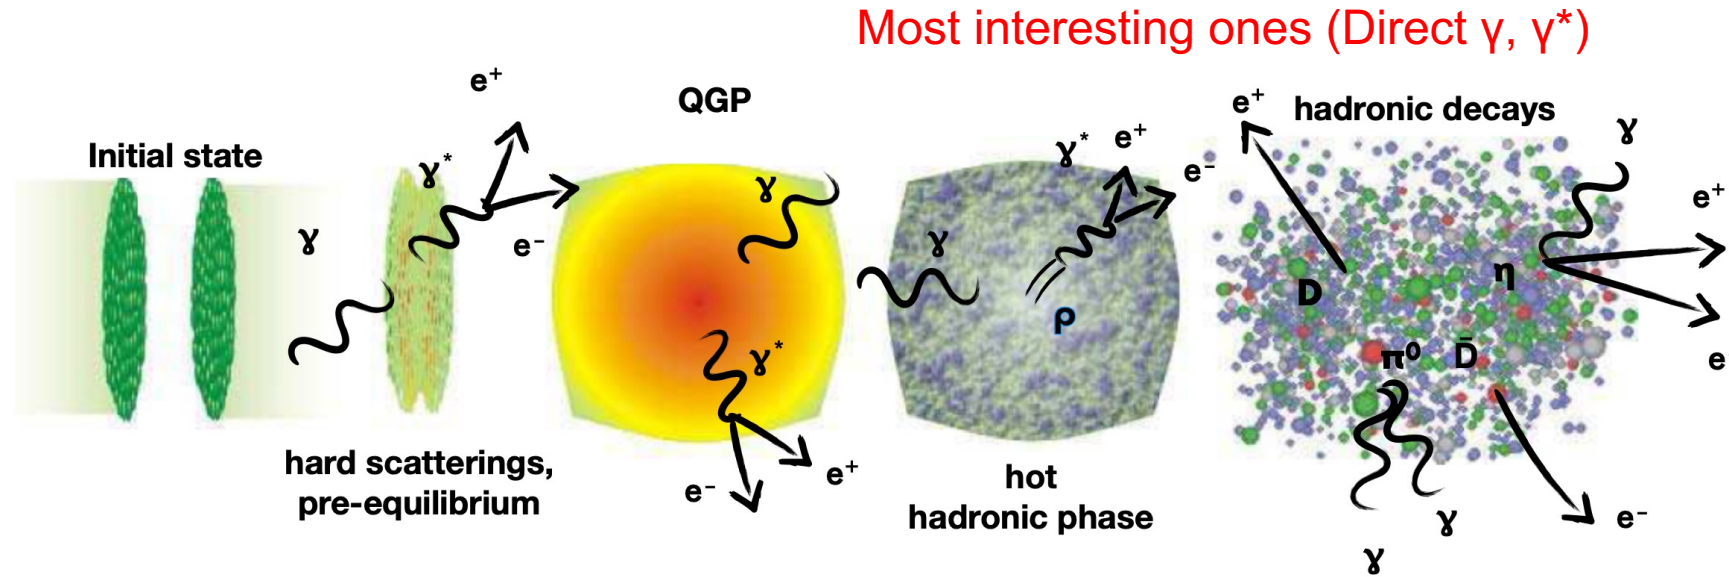 Most interesting ones (Direct γ, γ*)
Initial state
γ
hard scatterings,
pre-equilibrium
γ*
e⁺
e⁻
QGP
γ
γ*
e⁻
e⁺
hot
hadronic phase
γ
ρ
γ*
e⁺
e⁻
hadronic decays
e⁺
D
η
γ
e⁺
e
π⁰
D̄
γ
γ
e⁻